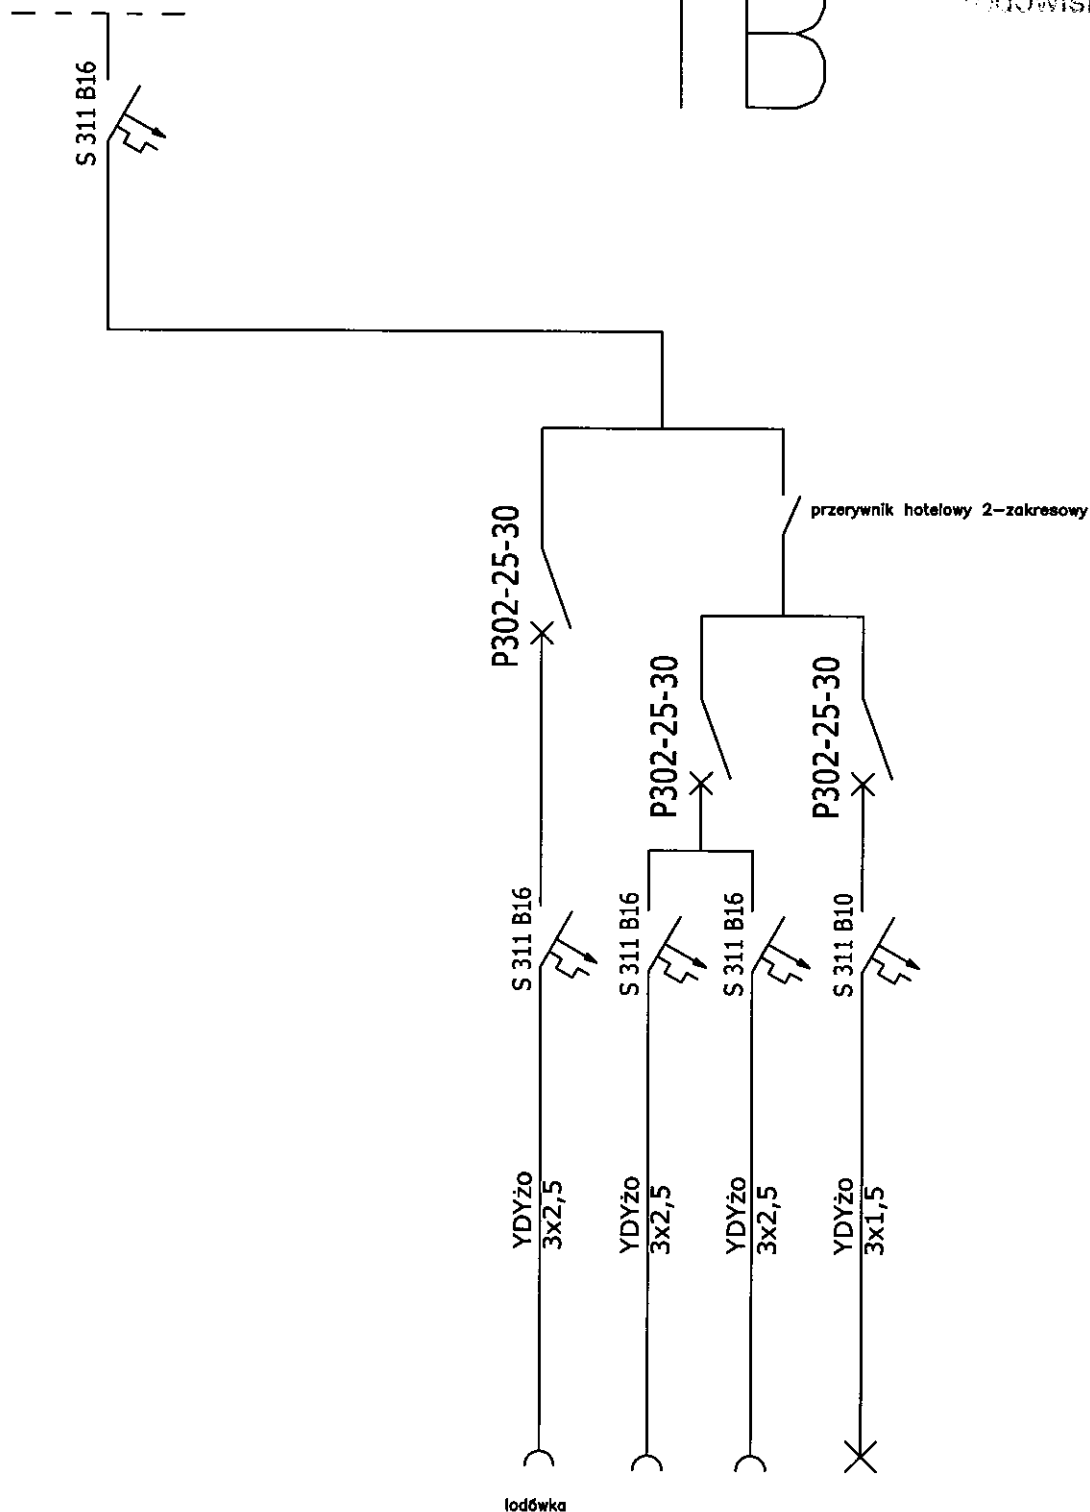 S 311 B16
przerywnik hotelowy 2-zakresowy
P302-25-30
P302-25-30
P302-25-30
S 311 B16
S 311 B16
S 311 B16
S 311 B10
YDYżo
3x2,5
YDYżo
3x2,5
YDYżo
3x2,5
YDYżo
3x1,5
lodówka